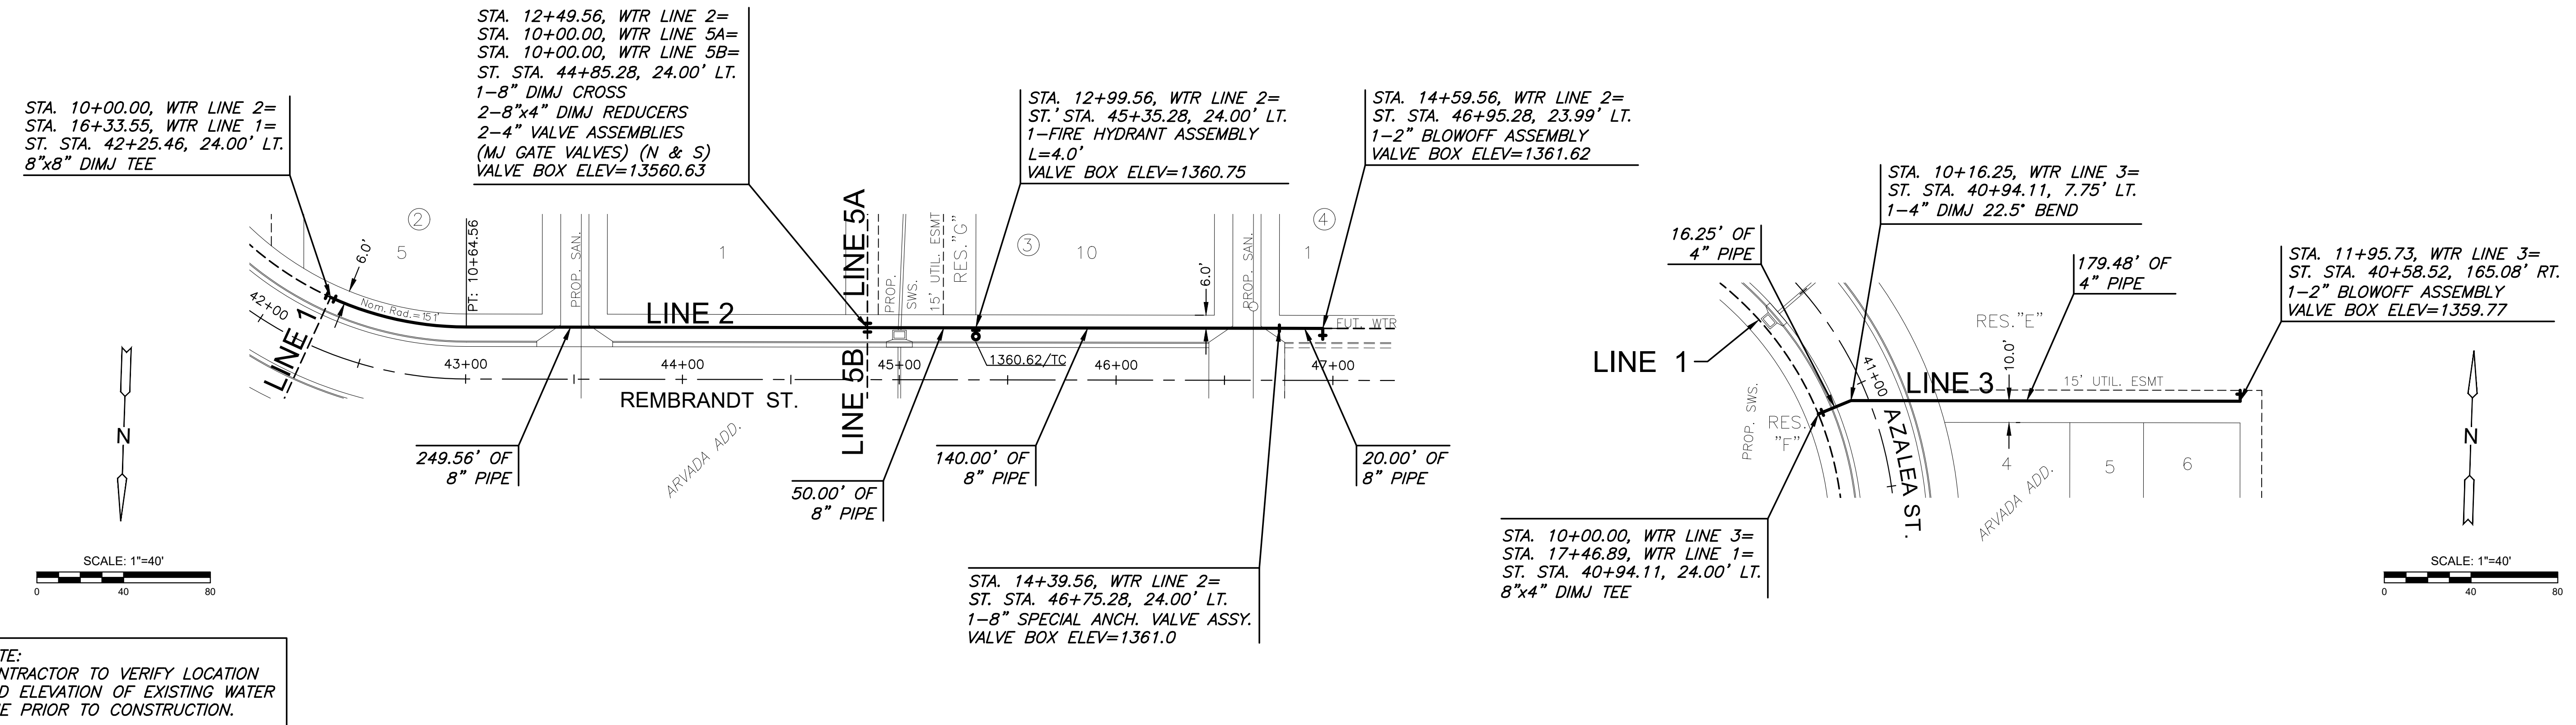 STA. 10+00.00, WTR LINE 2=
STA. 16+33.55, WTR LINE 1=
ST. STA. 42+25.46, 24.00' LT.
8"x8" DIMJ TEE
STA. 12+49.56, WTR LINE 2=
STA. 10+00.00, WTR LINE 5A=
STA. 10+00.00, WTR LINE 5B=
ST. STA. 44+85.28, 24.00' LT.
1-8" DIMJ CROSS
2-8"x4" DIMJ REDUCERS
2-4" VALVE ASSEMBLIES
(MJ GATE VALVES) (N & S)
VALVE BOX ELEV=13560.63
STA. 12+99.56, WTR LINE 2=
ST.' STA. 45+35.28, 24.00' LT.
1-FIRE HYDRANT ASSEMBLY
L=4.0'
VALVE BOX ELEV=1360.75
STA. 14+59.56, WTR LINE 2=
ST. STA. 46+95.28, 23.99' LT.
1-2" BLOWOFF ASSEMBLY
VALVE BOX ELEV=1361.62
2
5
6.0'
Nom. Rad.=151'
PT: 10+64.56
PROP. SAN.
1
LINE 2
LINE 5A
LINE 5B
PROP.
SWS.
15' UTIL. ESMT
RES."G"
3
10
6.0'
PROP. SAN.
4
1
FUT. WTR
LINE 1
42+00
43+00
44+00
45+00
1360.62/TC
46+00
47+00
REMBRANDT ST.
ARVADA ADD.
249.56' OF
8" PIPE
50.00' OF
8" PIPE
140.00' OF
8" PIPE
20.00' OF
8" PIPE
STA. 14+39.56, WTR LINE 2=
ST. STA. 46+75.28, 24.00' LT.
1-8" SPECIAL ANCH. VALVE ASSY.
VALVE BOX ELEV=1361.0
N
SCALE: 1"=40'
0 40 80
TE:
NTRACTOR TO VERIFY LOCATION
D ELEVATION OF EXISTING WATER
E PRIOR TO CONSTRUCTION.
STA. 10+16.25, WTR LINE 3=
ST. STA. 40+94.11, 7.75' LT.
1-4" DIMJ 22.5° BEND
16.25' OF
4" PIPE
179.48' OF
4" PIPE
STA. 11+95.73, WTR LINE 3=
ST. STA. 40+58.52, 165.08' RT.
1-2" BLOWOFF ASSEMBLY
VALVE BOX ELEV=1359.77
LINE 1
RES."E"
10.0'
41+00
LINE 3
15' UTIL. ESMT
PROP. SWS.
RES.
"F"
AZALEA ST.
4
5
6
ARVADA ADD.
STA. 10+00.00, WTR LINE 3=
STA. 17+46.89, WTR LINE 1=
ST. STA. 40+94.11, 24.00' LT.
8"x4" DIMJ TEE
N
SCALE: 1"=40'
0 40 80